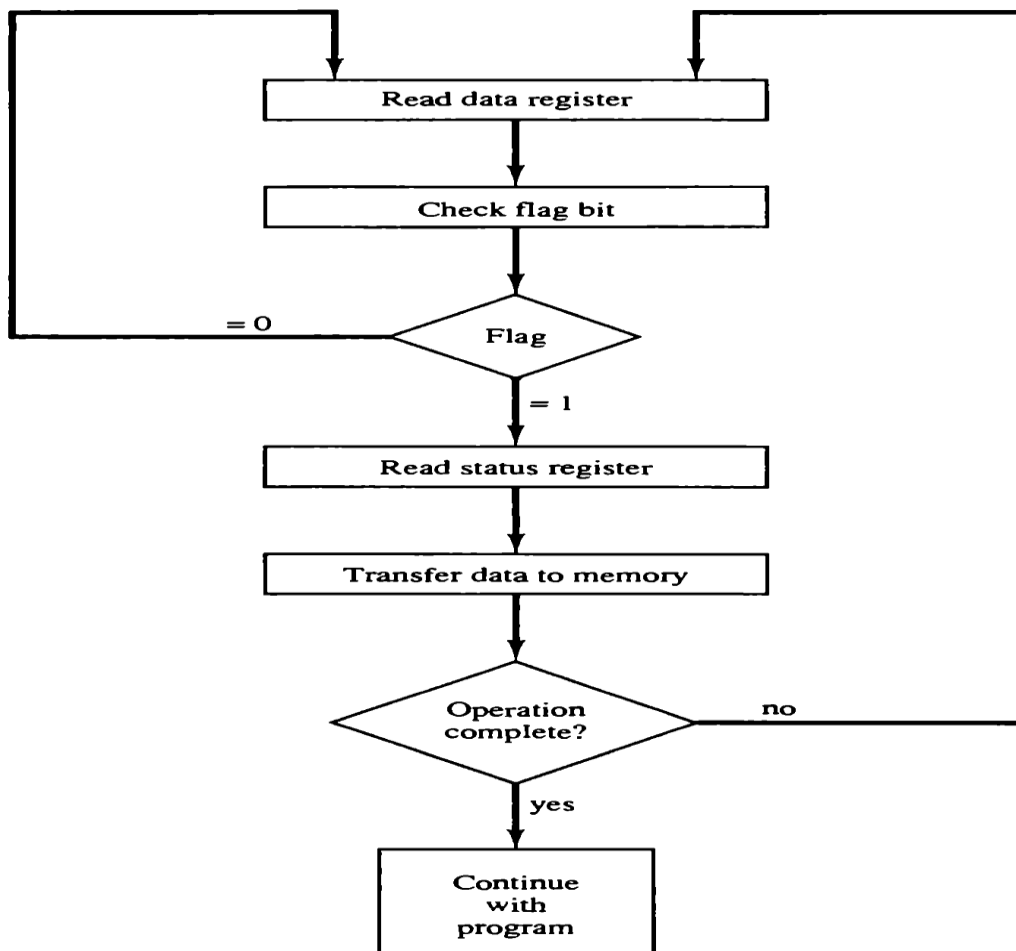 Read data register
Check flag bit
= 0
Flag
= 1
Read status register
Transfer data to memory
Operation
complete?
no
yes
Continue
with
program